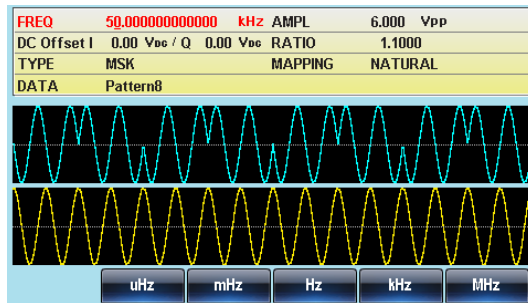 FREQ 50.000000000000 kHz AMPL 6.000 Vpp
DC Offset I 0.00 VDC / Q 0.00 VDC RATIO 1.1000
TYPE MSK MAPPING NATURAL
DATA Pattern8
uHz mHz Hz kHz MHz